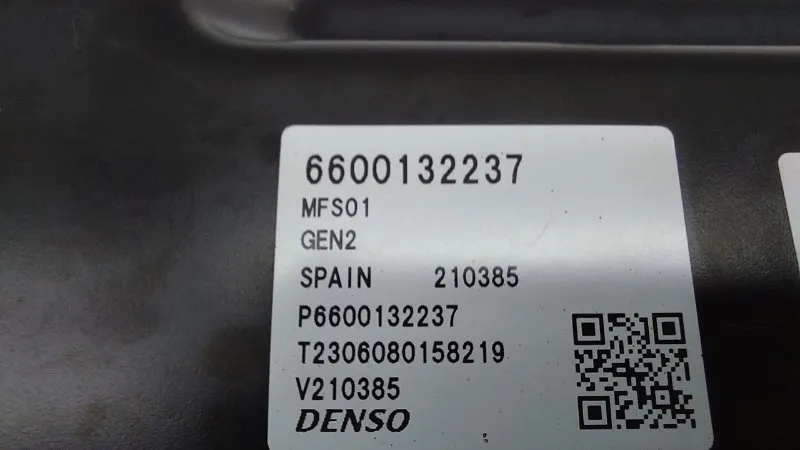 6600132237
MFS01
GEN2
SPAIN 210385
P6600132237
T2306080158219
V210385
DENSO